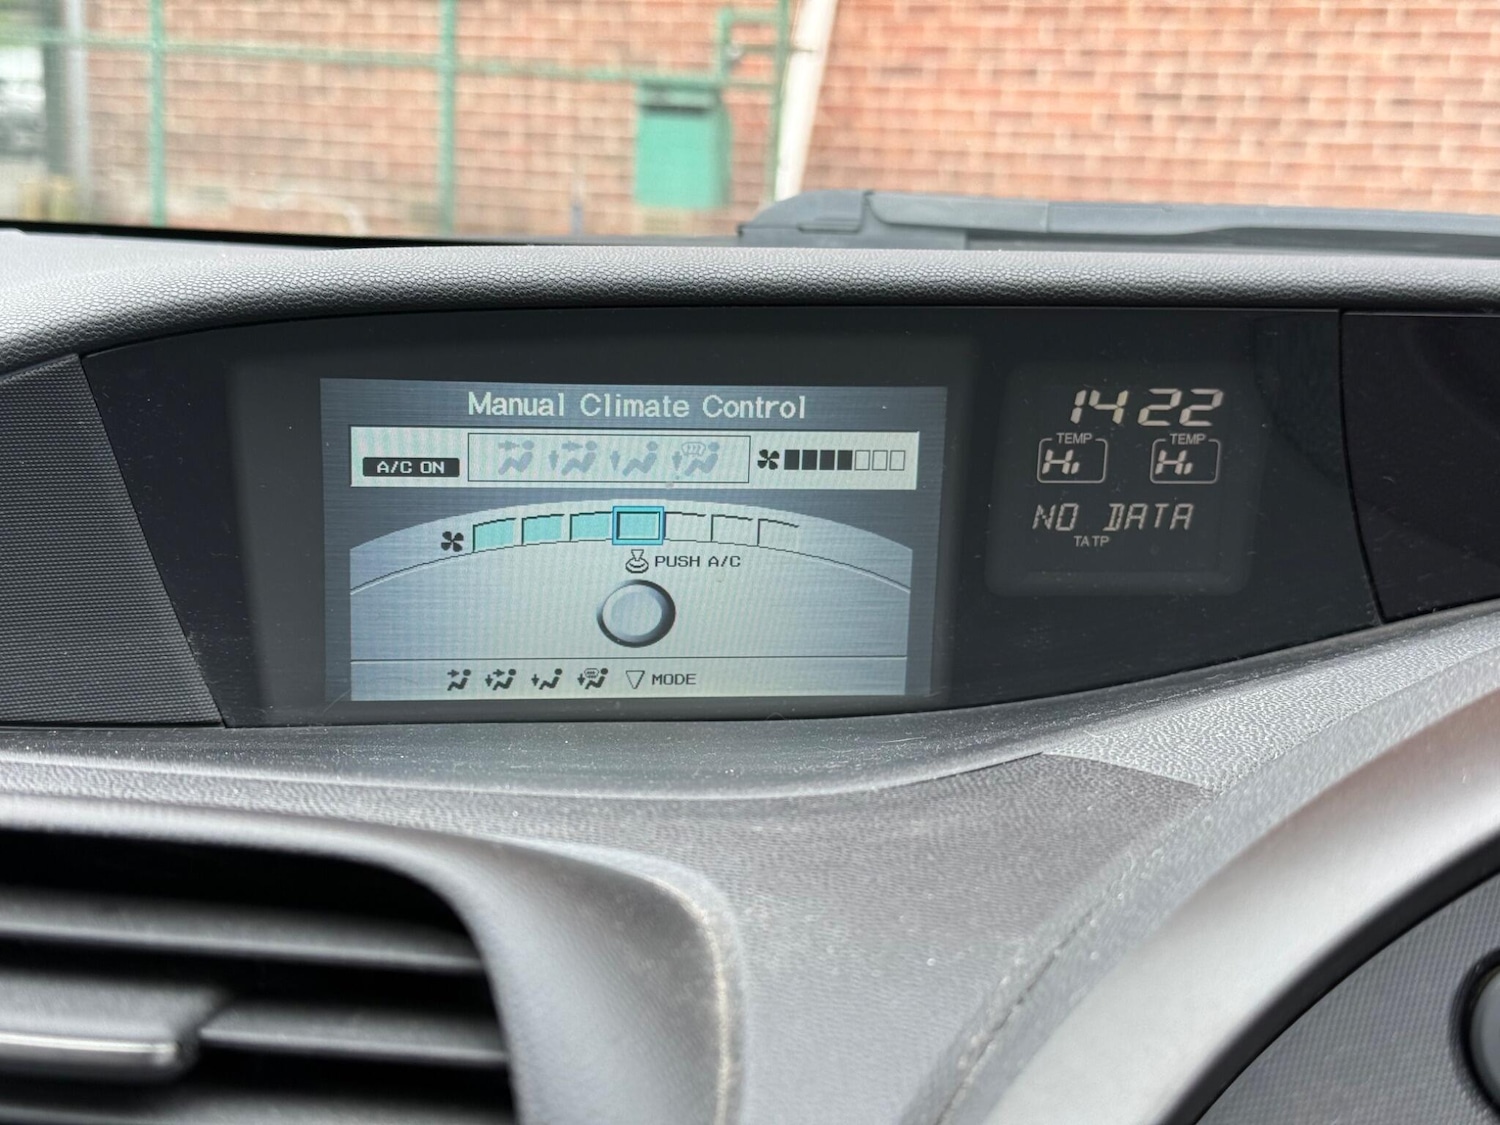 Manual Climate Control
A/C ON
PUSH A/C
MODE
14 22
TEMP TEMP
Hi Hi
NO DATA
TA TP